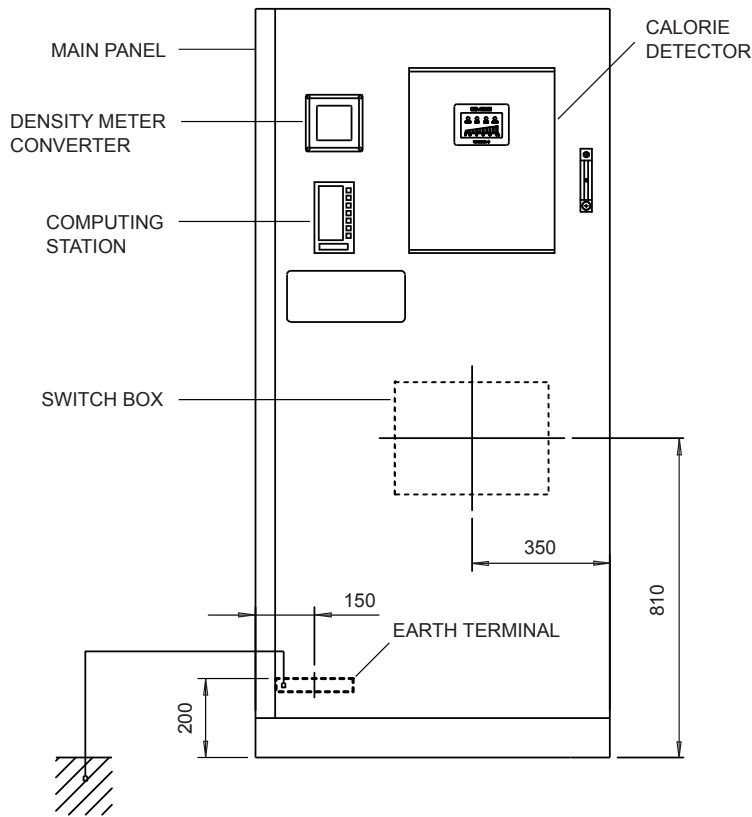 CALORIE
DETECTOR
MAIN PANEL
DENSITY METER
CONVERTER
COMPUTING
STATION
SWITCH BOX
350
810
150
EARTH TERMINAL
200